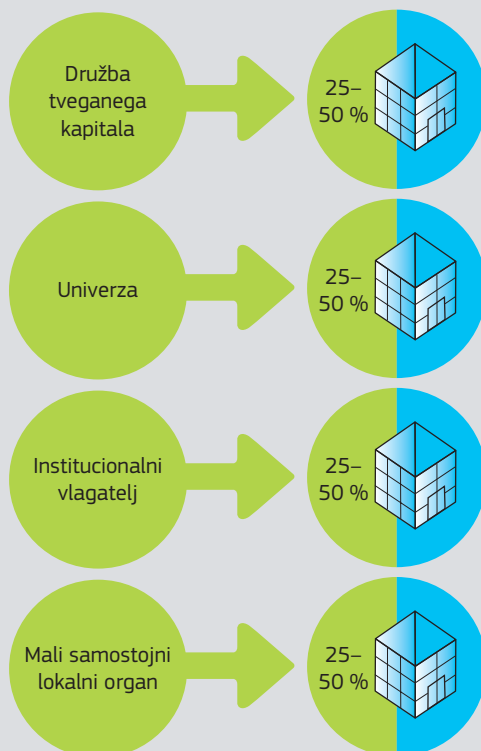 Družba
tveganega
kapitala
25–
50 %
Univerza
25–
50 %
Institucionalni
vlagatelj
25–
50 %
Mali samostojni
lokalni organ
25–
50 %